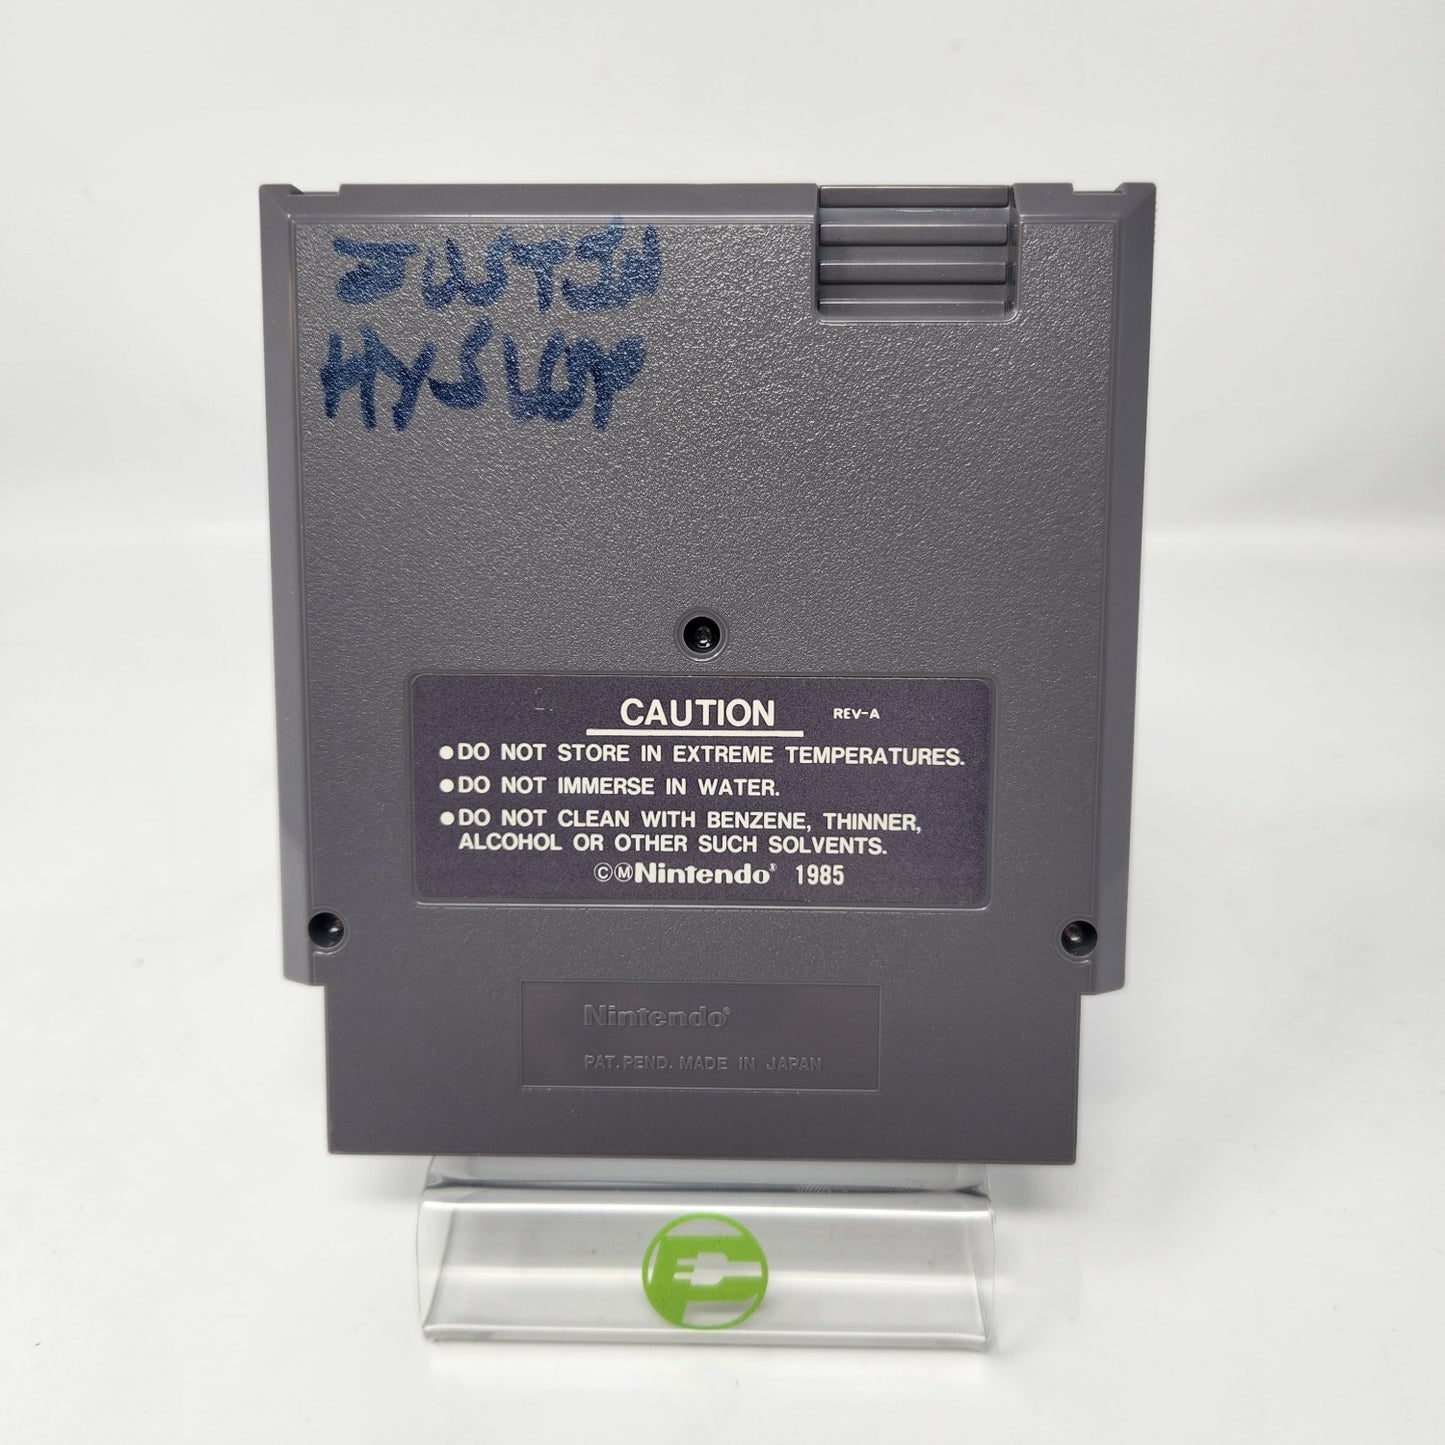 JUSTIN
HYSLOP
CAUTION REV-A
●DO NOT STORE IN EXTREME TEMPERATURES.
●DO NOT IMMERSE IN WATER.
●DO NOT CLEAN WITH BENZENE, THINNER,
ALCOHOL OR OTHER SUCH SOLVENTS.
©ⓂNintendo® 1985
Nintendo®
PAT. PEND. MADE IN JAPAN